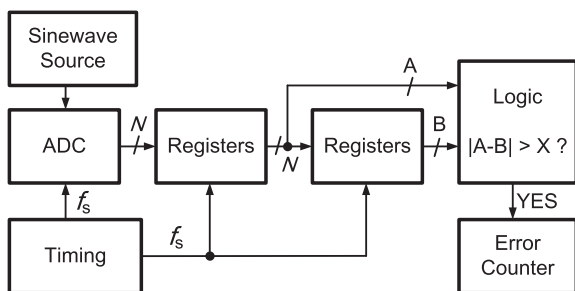 Sinewave
Source
A
Logic
|A-B| > X ?
ADC
N
Registers
N
Registers
B
fs
YES
Timing
fs
Error
Counter